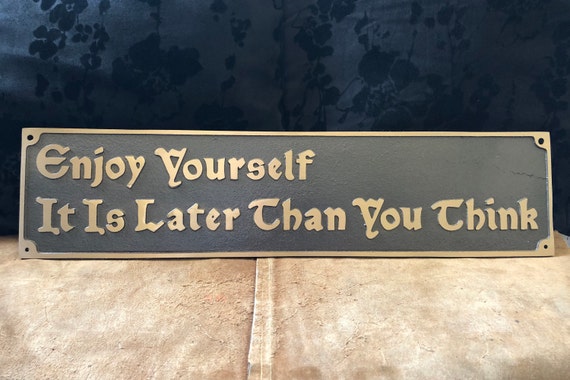 Enjoy Yourself
It Is Later Than You Think